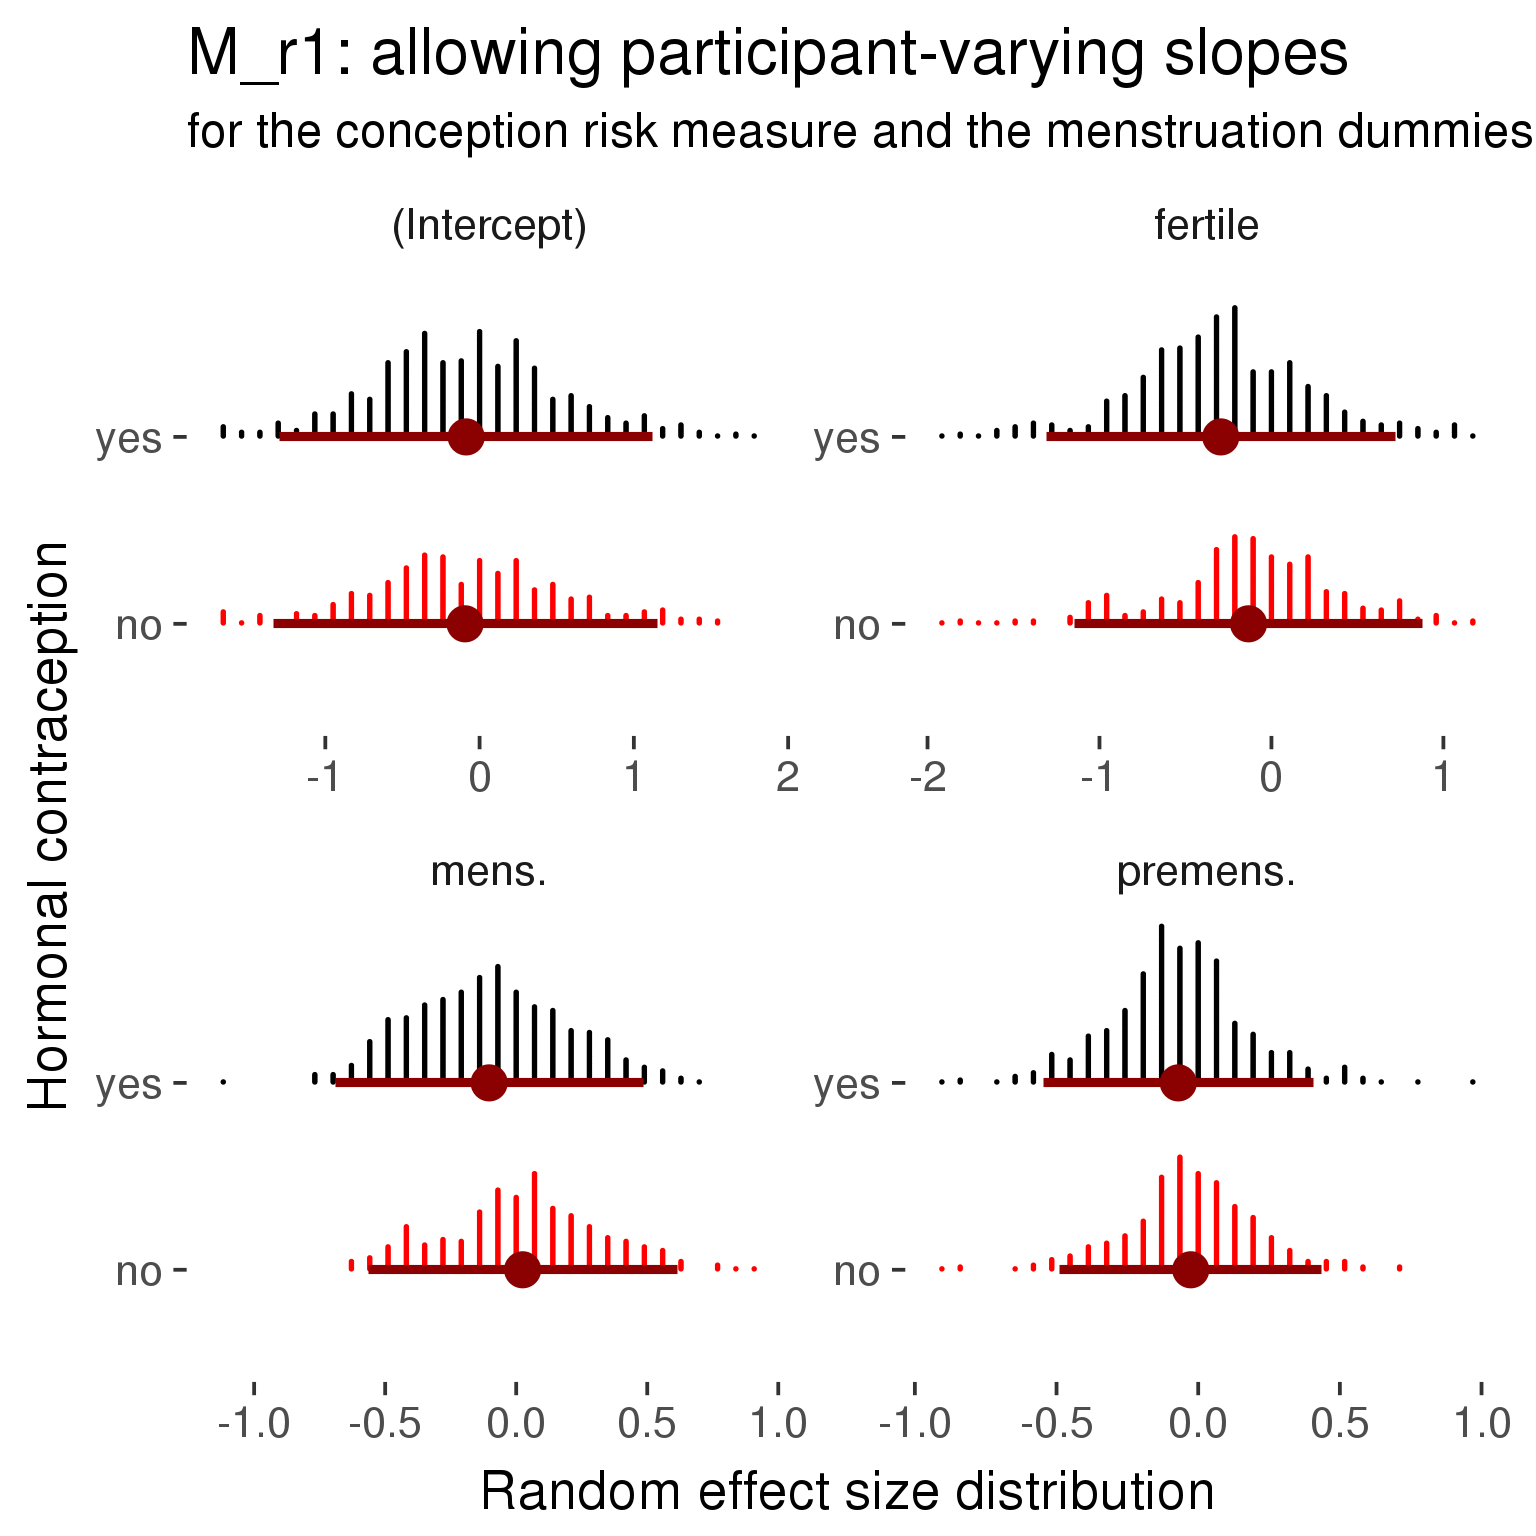 M_r1: allowing participant-varying slopes
for the conception risk measure and the menstruation dummies
Hormonal contraception
(Intercept)
yes
no
-1 0 1 2
fertile
yes
no
-2 -1 0 1
mens.
yes
no
-1.0 -0.5 0.0 0.5 1.0
premens.
yes
no
-1.0 -0.5 0.0 0.5 1.0
Random effect size distribution